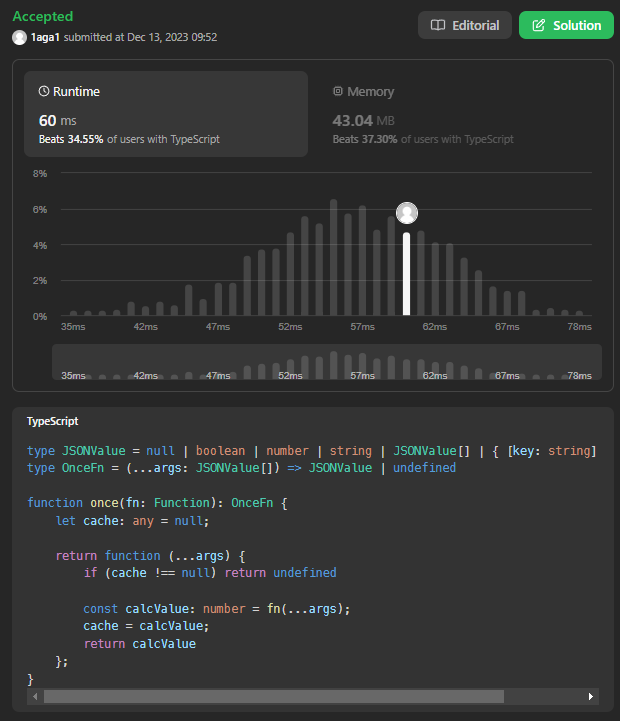 Accepted
1aga1 submitted at Dec 13, 2023 09:52
Editorial
Solution
Runtime
60 ms
Beats 34.55% of users with TypeScript
Memory
43.04 MB
Beats 37.30% of users with TypeScript
8%
6%
4%
2%
0%
35ms 42ms 47ms 52ms 57ms 62ms 67ms 78ms
35ms 42ms 47ms 52ms 57ms 62ms 67ms 78ms
TypeScript
type JSONValue = null | boolean | number | string | JSONValue[] | { [key: string]
type OnceFn = (...args: JSONValue[]) => JSONValue | undefined
function once(fn: Function): OnceFn {
    let cache: any = null;
    return function (...args) {
        if (cache !== null) return undefined
        const calcValue: number = fn(...args);
        cache = calcValue;
        return calcValue
    };
}